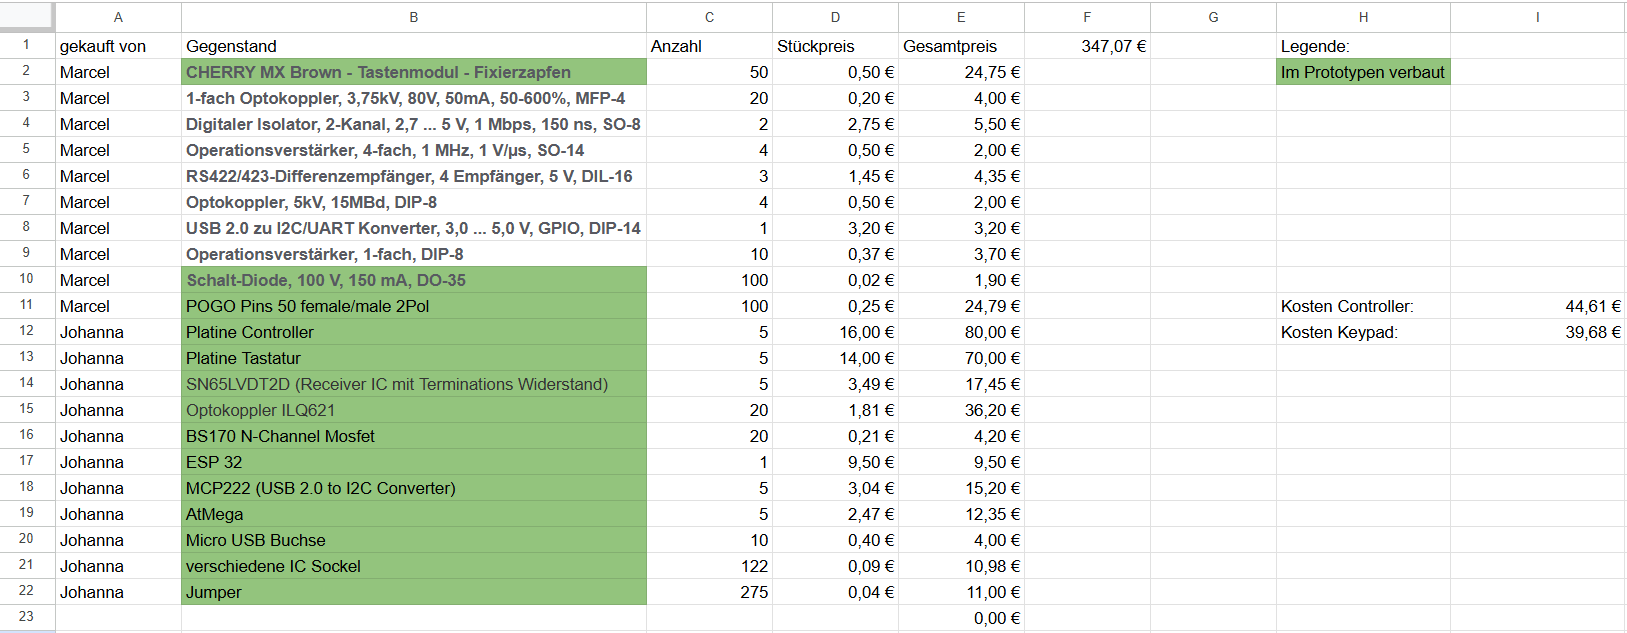 A B C D E F G H I
1 gekauft von Gegenstand Anzahl Stückpreis Gesamtpreis 347,07 € Legende:
2 Marcel CHERRY MX Brown - Tastenmodul - Fixierzapfen 50 0,50 € 24,75 € Im Prototypen verbaut
3 Marcel 1-fach Optokoppler, 3,75kV, 80V, 50mA, 50-600%, MFP-4 20 0,20 € 4,00 €
4 Marcel Digitaler Isolator, 2-Kanal, 2,7 ... 5 V, 1 Mbps, 150 ns, SO-8 2 2,75 € 5,50 €
5 Marcel Operationsverstärker, 4-fach, 1 MHz, 1 V/µs, SO-14 4 0,50 € 2,00 €
6 Marcel RS422/423-Differenzempfänger, 4 Empfänger, 5 V, DIL-16 3 1,45 € 4,35 €
7 Marcel Optokoppler, 5kV, 15MBd, DIP-8 4 0,50 € 2,00 €
8 Marcel USB 2.0 zu I2C/UART Konverter, 3,0 ... 5,0 V, GPIO, DIP-14 1 3,20 € 3,20 €
9 Marcel Operationsverstärker, 1-fach, DIP-8 10 0,37 € 3,70 €
10 Marcel Schalt-Diode, 100 V, 150 mA, DO-35 100 0,02 € 1,90 €
11 Marcel POGO Pins 50 female/male 2Pol 100 0,25 € 24,79 € Kosten Controller: 44,61 €
12 Johanna Platine Controller 5 16,00 € 80,00 € Kosten Keypad: 39,68 €
13 Johanna Platine Tastatur 5 14,00 € 70,00 €
14 Johanna SN65LVDT2D (Receiver IC mit Terminations Widerstand) 5 3,49 € 17,45 €
15 Johanna Optokoppler ILQ621 20 1,81 € 36,20 €
16 Johanna BS170 N-Channel Mosfet 20 0,21 € 4,20 €
17 Johanna ESP 32 1 9,50 € 9,50 €
18 Johanna MCP222 (USB 2.0 to I2C Converter) 5 3,04 € 15,20 €
19 Johanna AtMega 5 2,47 € 12,35 €
20 Johanna Micro USB Buchse 10 0,40 € 4,00 €
21 Johanna verschiedene IC Sockel 122 0,09 € 10,98 €
22 Johanna Jumper 275 0,04 € 11,00 €
23 0,00 €